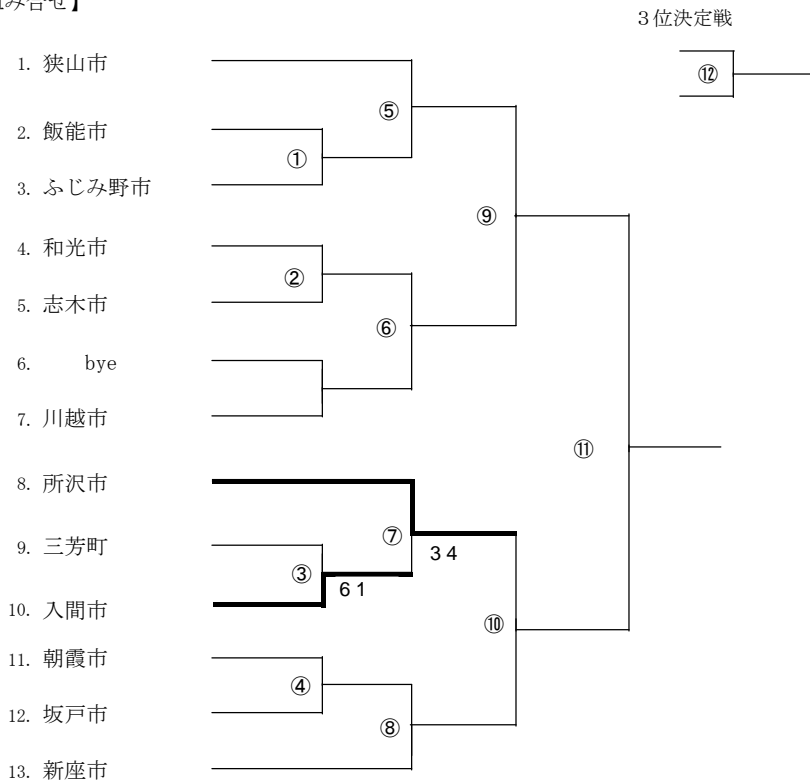 み合せ】
３位決定戦
1. 狭山市
⑫
⑤
2. 飯能市
①
3. ふじみ野市
⑨
4. 和光市
②
5. 志木市
⑥
6. bye
7. 川越市
⑪
8. 所沢市
⑦
9. 三芳町
３４
③
６１
10. 入間市
⑩
11. 朝霞市
④
12. 坂戸市
⑧
13. 新座市